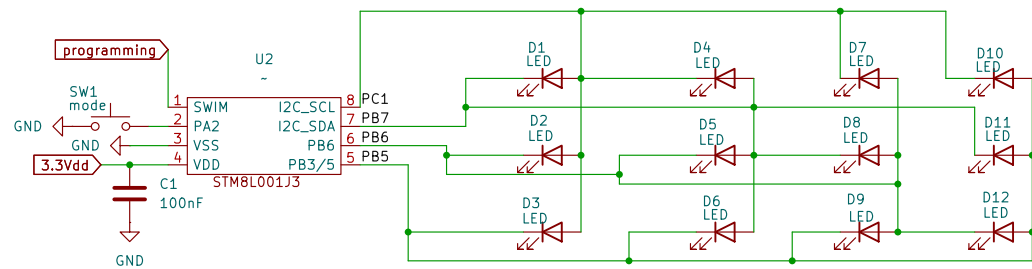 programming
U2
~
SW1
mode
GND
GND
3.3Vdd
C1
100nF
GND
1 SWIM
2 PA2
3 VSS
4 VDD
I2C_SCL 8 PC1
I2C_SDA 7 PB7
PB6 6 PB6
PB3/5 5 PB5
STM8L001J3
D1
LED
D4
LED
D7
LED
D10
LED
D2
LED
D5
LED
D8
LED
D11
LED
D3
LED
D6
LED
D9
LED
D12
LED